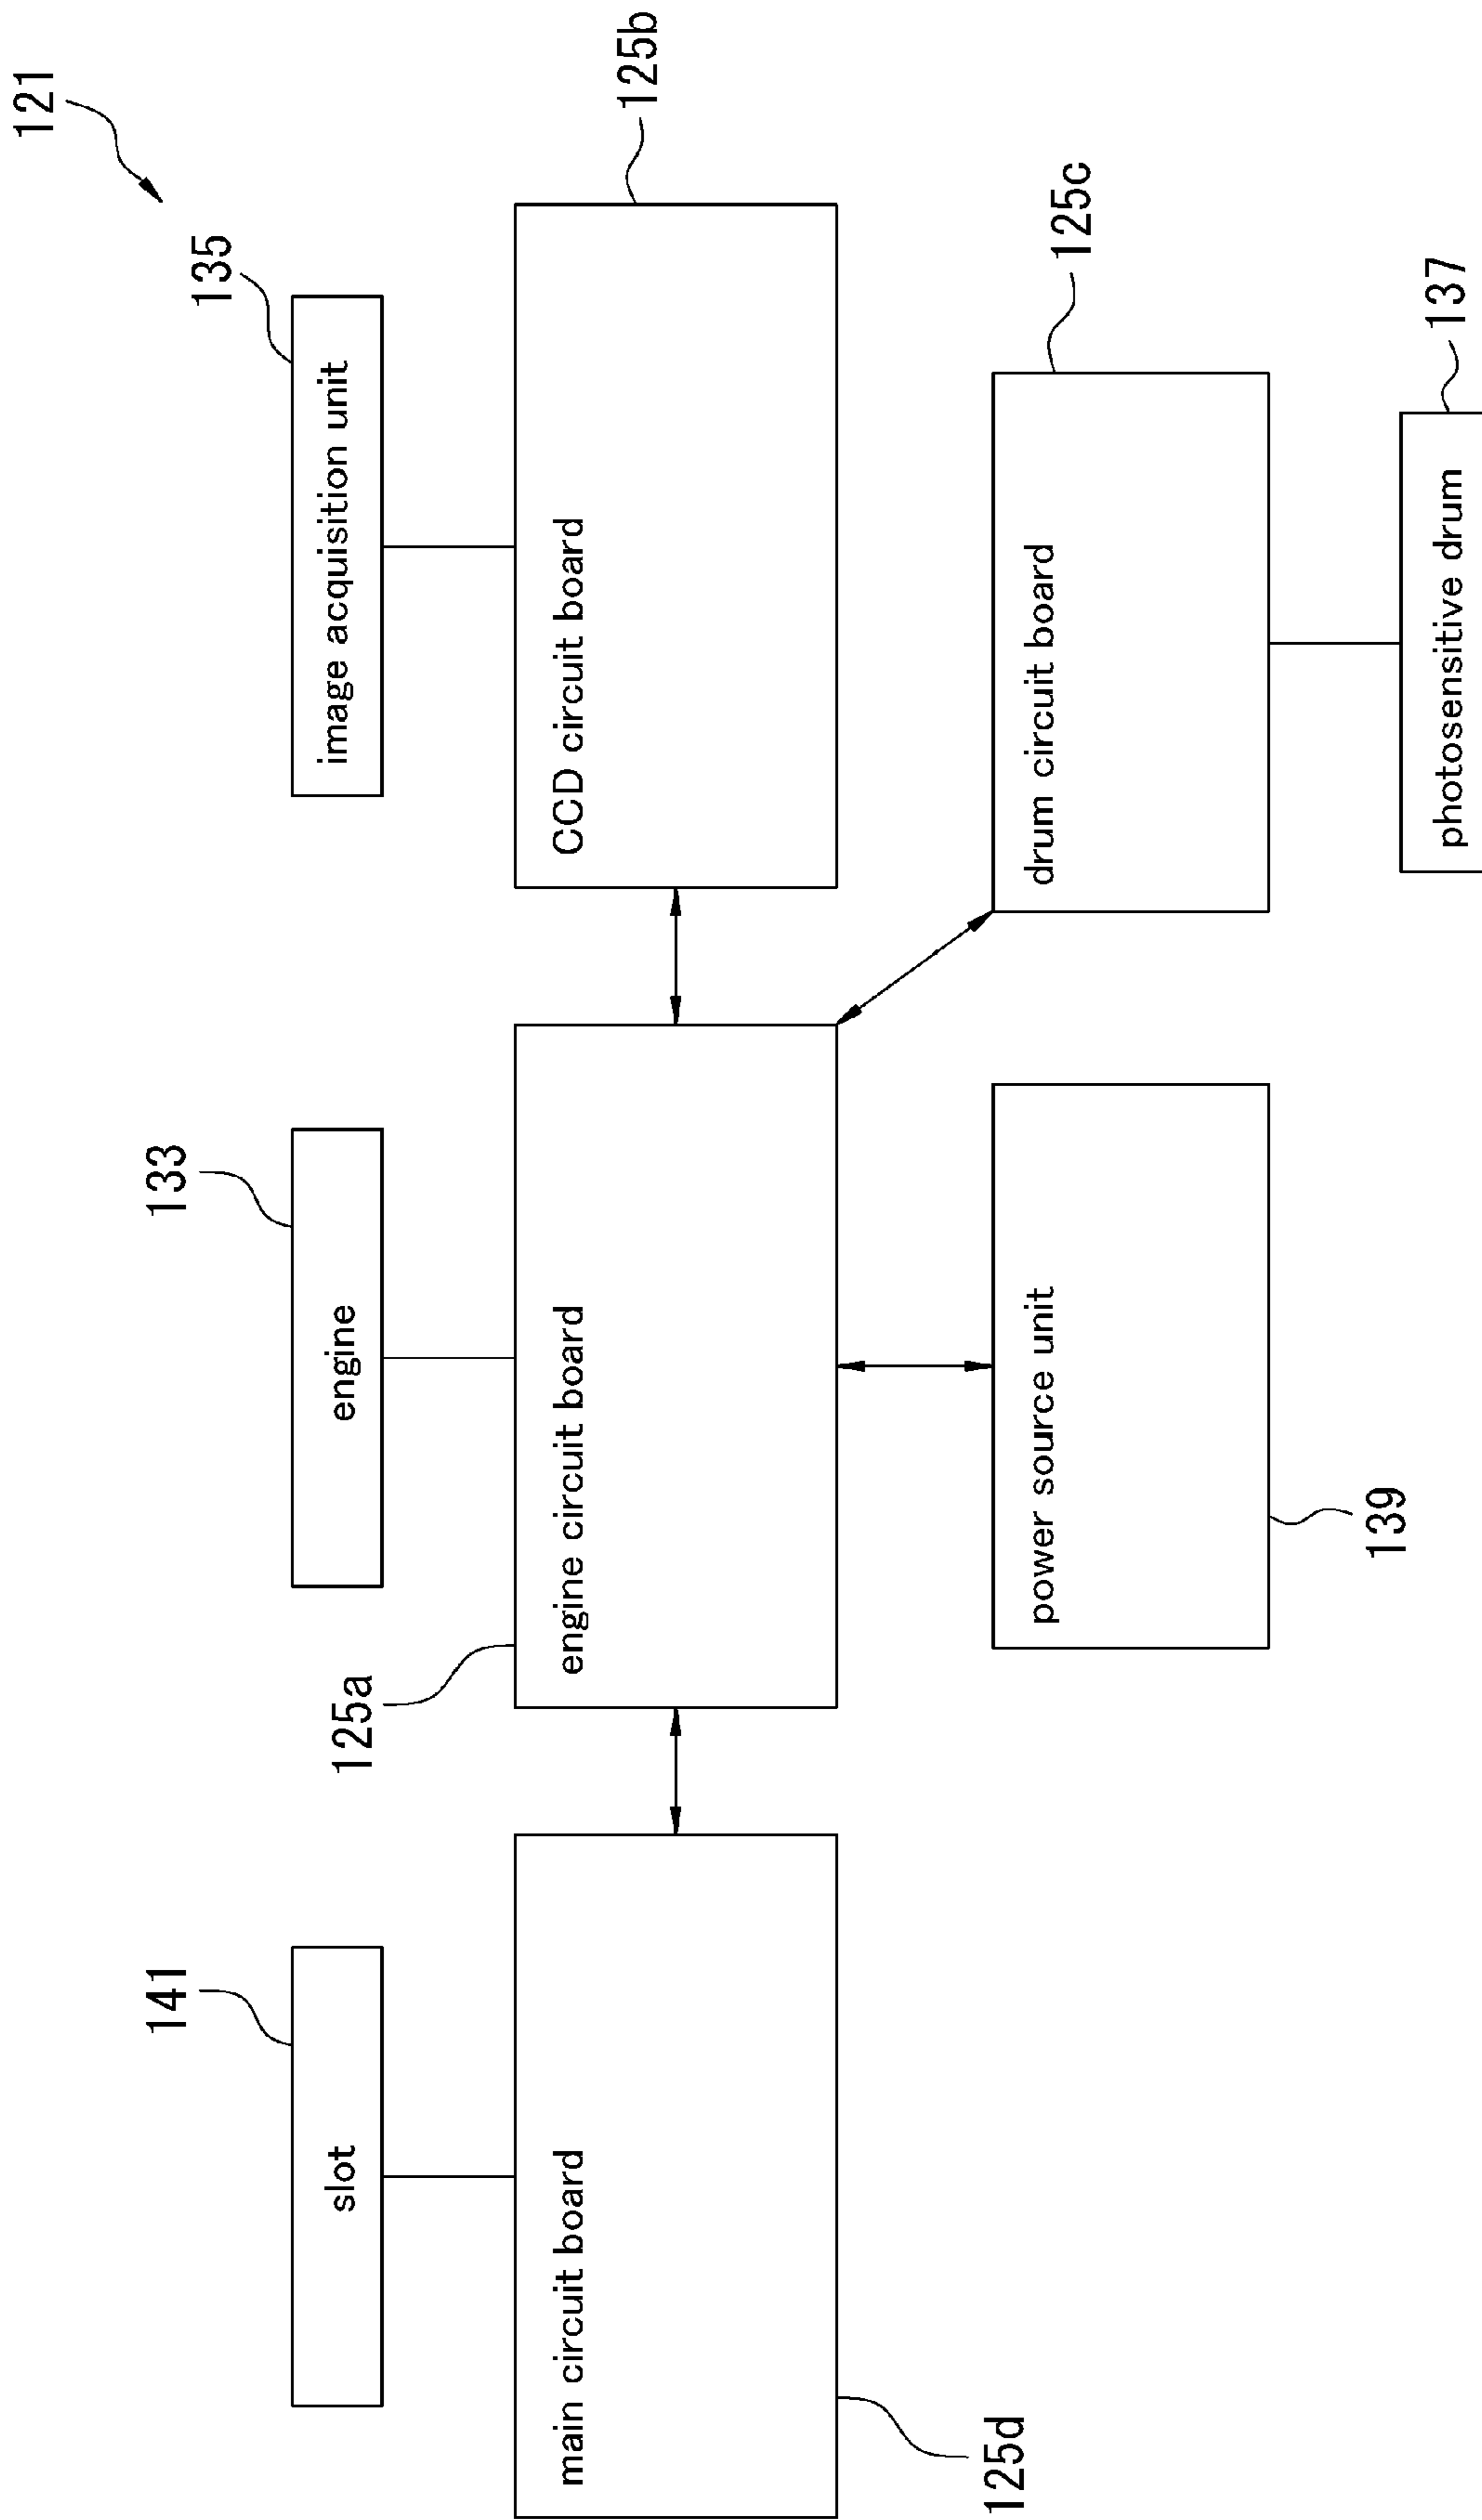 121
141
133
135
slot
engine
image acquisition unit
125a
125b
main circuit board
engine circuit board
CCD circuit board
125d
125c
power source unit
drum circuit board
139
137
photosensitive drum